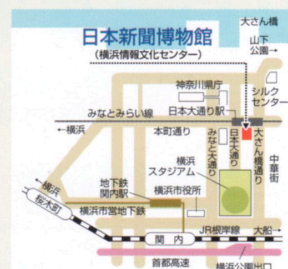 大さん橋
日本新聞博物館
(横浜情報文化センター)
山下
公園→
神奈川県庁
シルク
センター
みなとみらい線
日本大通り駅
←横浜
本町通り
みなと大通り
日本大通り
大さん橋通り
中華街
横浜
スタジアム
←横浜
桜木町
地下鉄
関内駅
横浜市役所
横浜市営地下鉄
JR根岸線
大船→
関内
首都高速
横浜公園出口